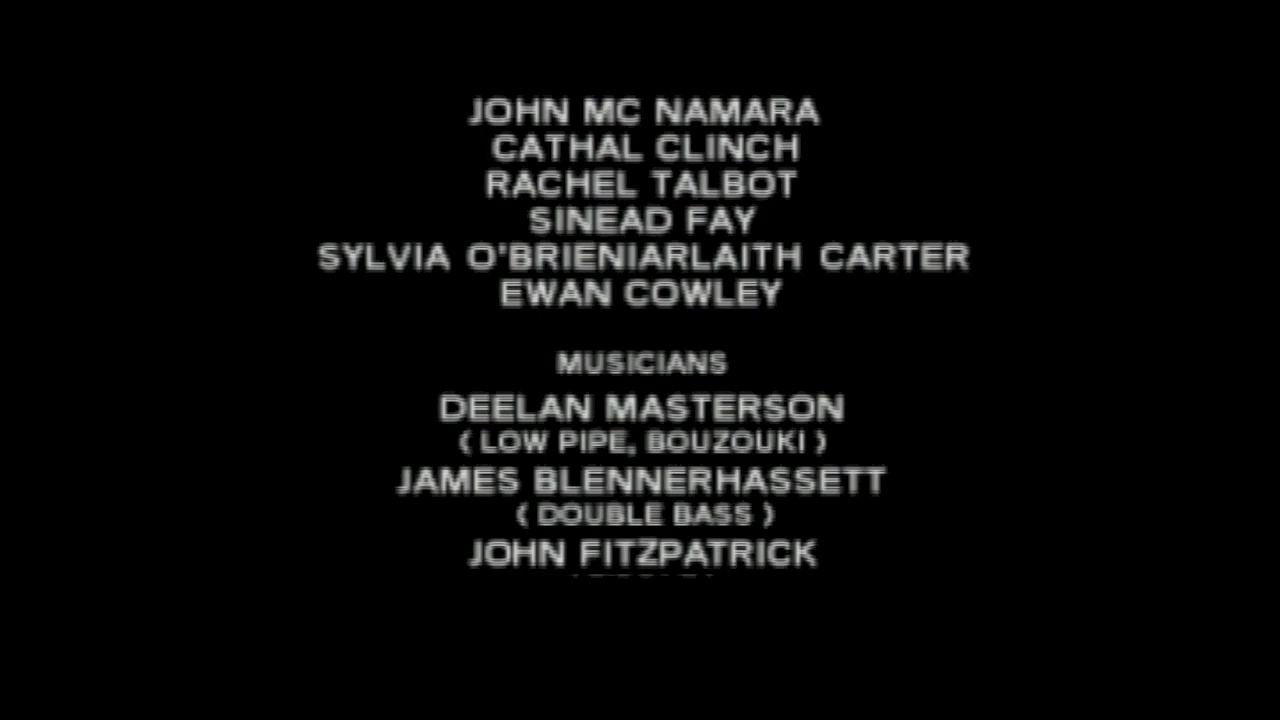 JOHN MC NAMARA
CATHAL CLINCH
RACHEL TALBOT
SINEAD FAY
SYLVIA O'BRIENIARLAITH CARTER
EWAN COWLEY
MUSICIANS
DEELAN MASTERSON
( LOW PIPE, BOUZOUKI )
JAMES BLENNERHASSETT
( DOUBLE BASS )
JOHN FITZPATRICK